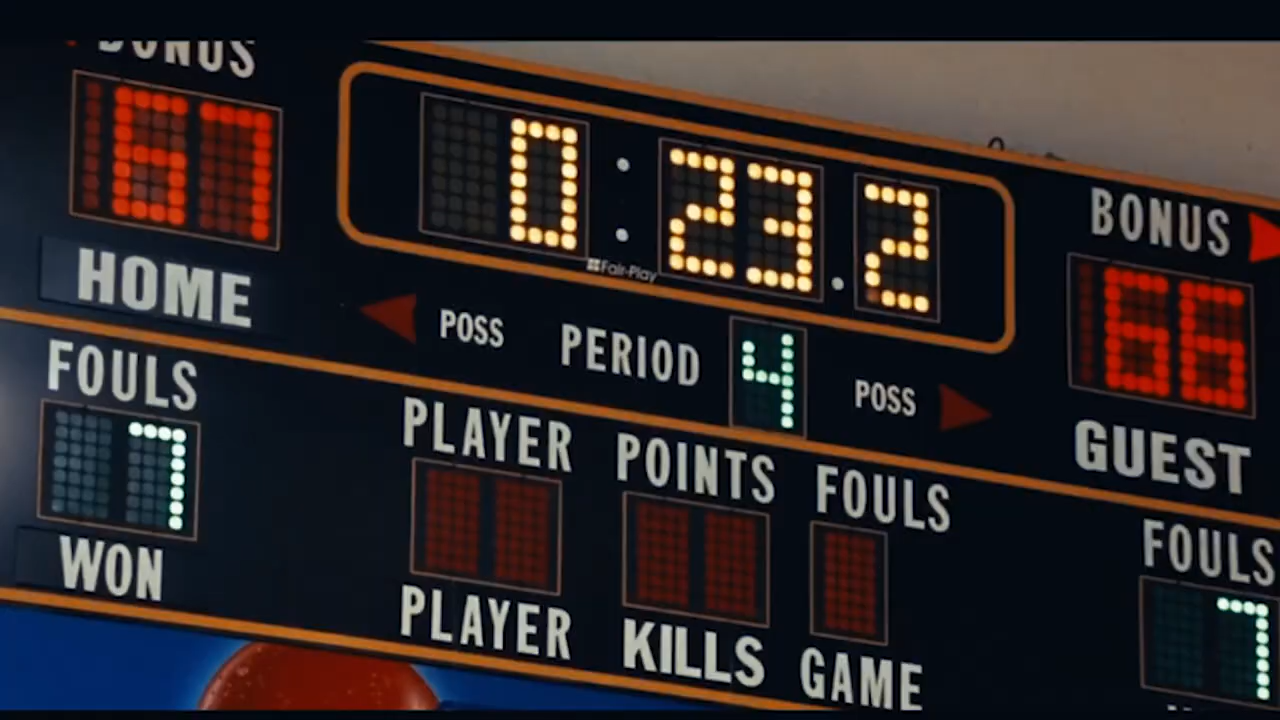 BONUS
67
0:23.2
BONUS
66
HOME
Fair-Play
POSS
PERIOD
4
POSS
GUEST
FOULS
7
PLAYER
POINTS
FOULS
FOULS
7
WON
PLAYER
KILLS
GAME